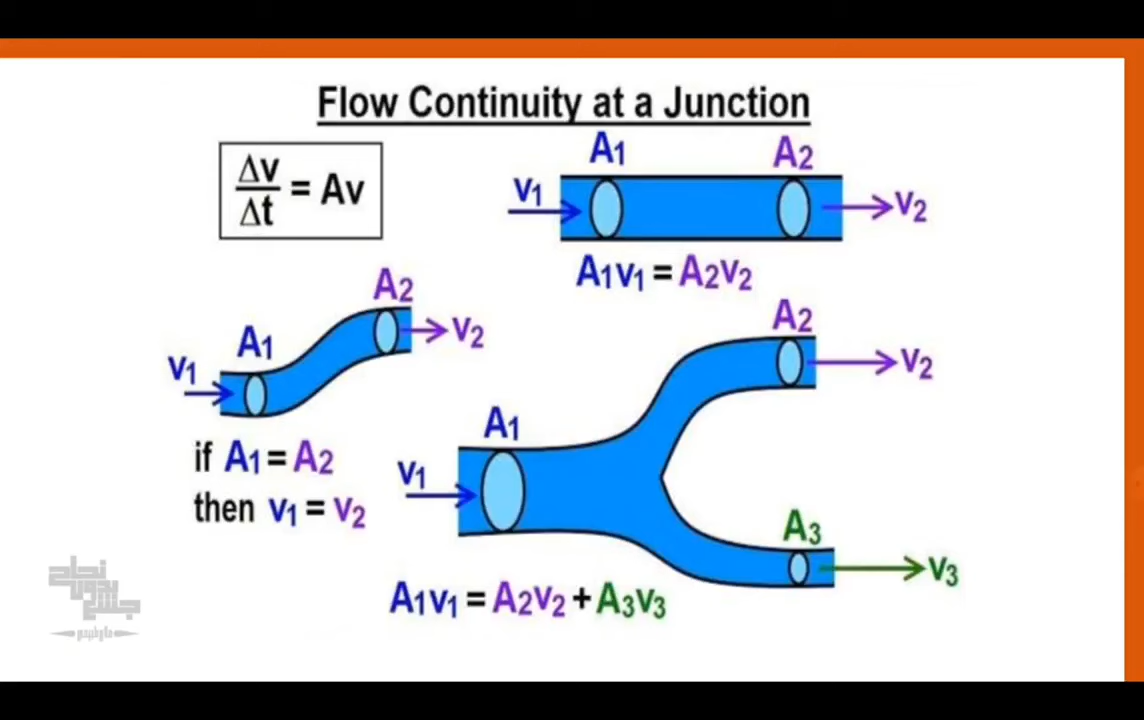 Flow Continuity at a Junction
Δv/Δt = Av
A1
A2
v1
v2
A1v1 = A2v2
A2
A1
v2
v1
if A1 = A2
then v1 = v2
A2
v2
A1
v1
A3
v3
A1v1 = A2v2 + A3v3